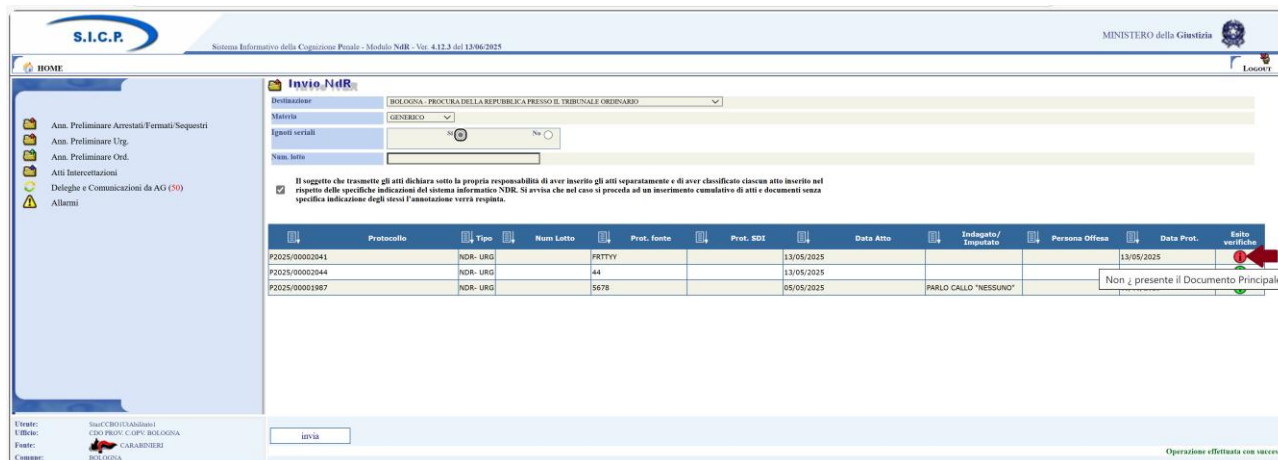 S.I.C.P.
Sistema Informativo della Cognizione Penale - Modulo NdR - Ver. 4.12.3 del 13/06/2025
MINISTERO della Giustizia
HOME
LOGOUT
Invio NdR
Destinazione BOLOGNA - PROCURA DELLA REPUBBLICA PRESSO IL TRIBUNALE ORDINARIO
Materia GENERICO
Ignoti seriali Si No
Num. lotto
Ann. Preliminare Arrestati/Fermati/Sequestri
Ann. Preliminare Urg.
Ann. Preliminare Ord.
Atti Intercettazioni
Deleghe e Comunicazioni da AG (50)
Allarmi
Il soggetto che trasmette gli atti dichiara sotto la propria responsabilità di aver inserito gli atti separatamente e di aver classificato ciascun atto inserito nel
rispetto delle specifiche indicazioni del sistema informatico NDR. Si avvisa che nel caso si proceda ad un inserimento cumulativo di atti e documenti senza
specifica indicazione degli stessi l'annotazione verrà respinta.
Protocollo Tipo Num Lotto Prot. fonte Prot. SDI Data Atto Indagato/ Imputato Persona Offesa Data Prot. Esito verifiche
P2025/00002041 NDR- URG FRTTYY 13/05/2025 13/05/2025
P2025/00002044 NDR- URG 44 13/05/2025
P2025/00001987 NDR- URG 5678 05/05/2025 PARLO CALLO "NESSUNO"
Non ¿ presente il Documento Principale
invia
Utente:
Ufficio: CDO PROV. C.OPV. BOLOGNA
Fonte: CARABINIERI
Comune: BOLOGNA
Operazione effettuata con succes